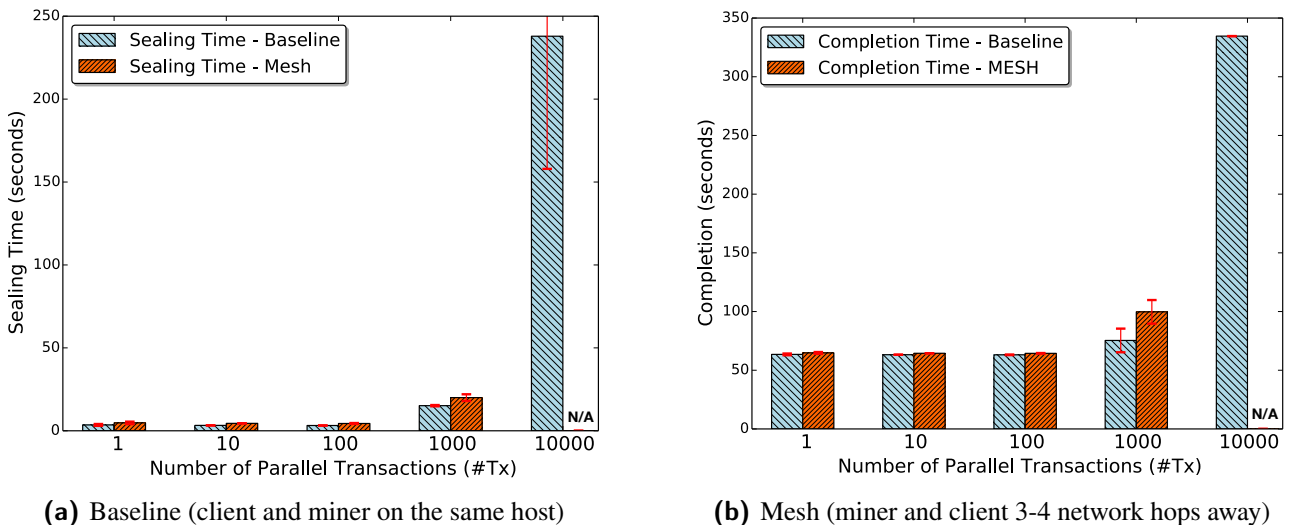 250
200
150
100
50
0
Sealing Time (seconds)
Sealing Time - Baseline
Sealing Time - Mesh
N/A
1 10 100 1000 10000
Number of Parallel Transactions (#Tx)
(a) Baseline (client and miner on the same host)
350
300
250
200
150
100
50
0
Completion (seconds)
Completion Time - Baseline
Completion Time - MESH
N/A
1 10 100 1000 10000
Number of Parallel Transactions (#Tx)
(b) Mesh (miner and client 3-4 network hops away)